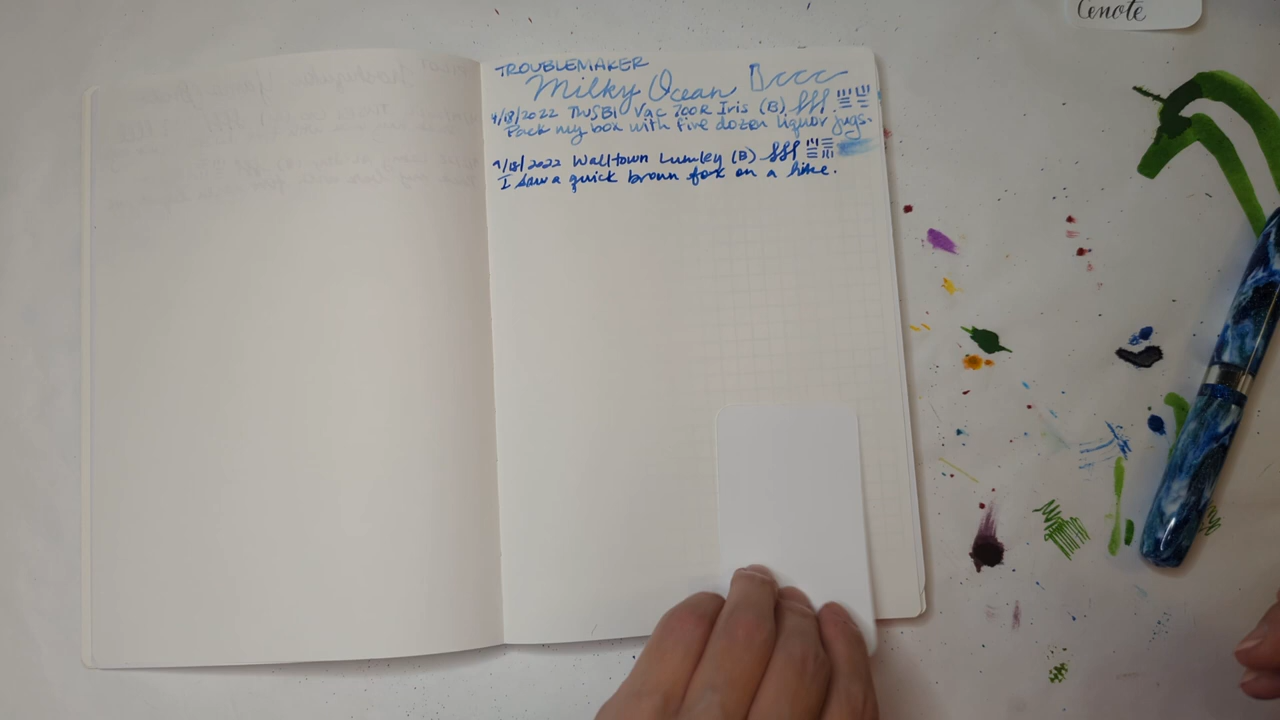 Cenote
TROUBLEMAKER
Milky Ocean
4/18/2022 TWSBI Vac 700R Iris (B)
Pack my box with five dozen liquor jugs.
9/18/2022 Walltown Lumley (B)
I saw a quick brown fox on a hike.